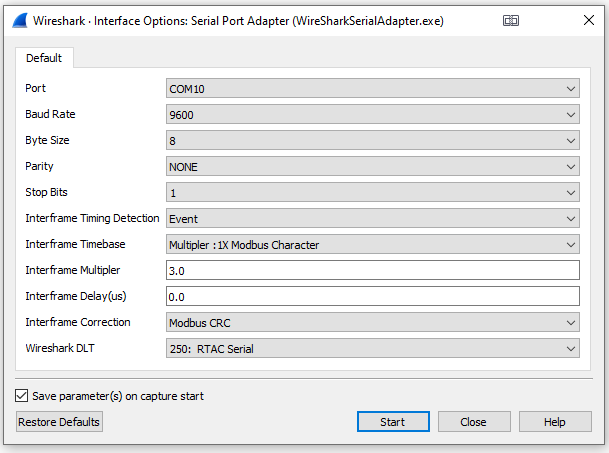 Wireshark · Interface Options: Serial Port Adapter (WireSharkSerialAdapter.exe)
Default
Port COM10
Baud Rate 9600
Byte Size 8
Parity NONE
Stop Bits 1
Interframe Timing Detection Event
Interframe Timebase Multipler :1X Modbus Character
Interframe Multipler 3.0
Interframe Delay(us) 0.0
Interframe Correction Modbus CRC
Wireshark DLT 250: RTAC Serial
Save parameter(s) on capture start
Restore Defaults Start Close Help